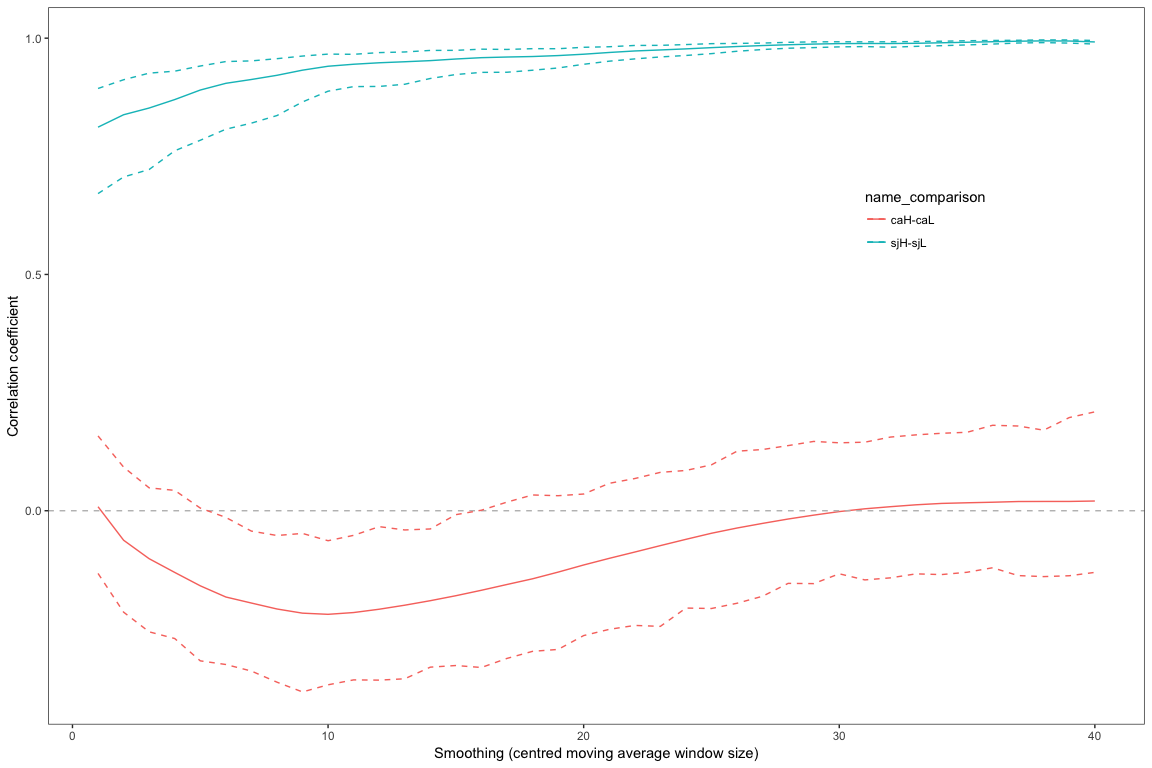 1.0
0.5
0.0
Correlation coefficient
name_comparison
caH-caL
sjH-sjL
0
10
20
30
40
Smoothing (centred moving average window size)